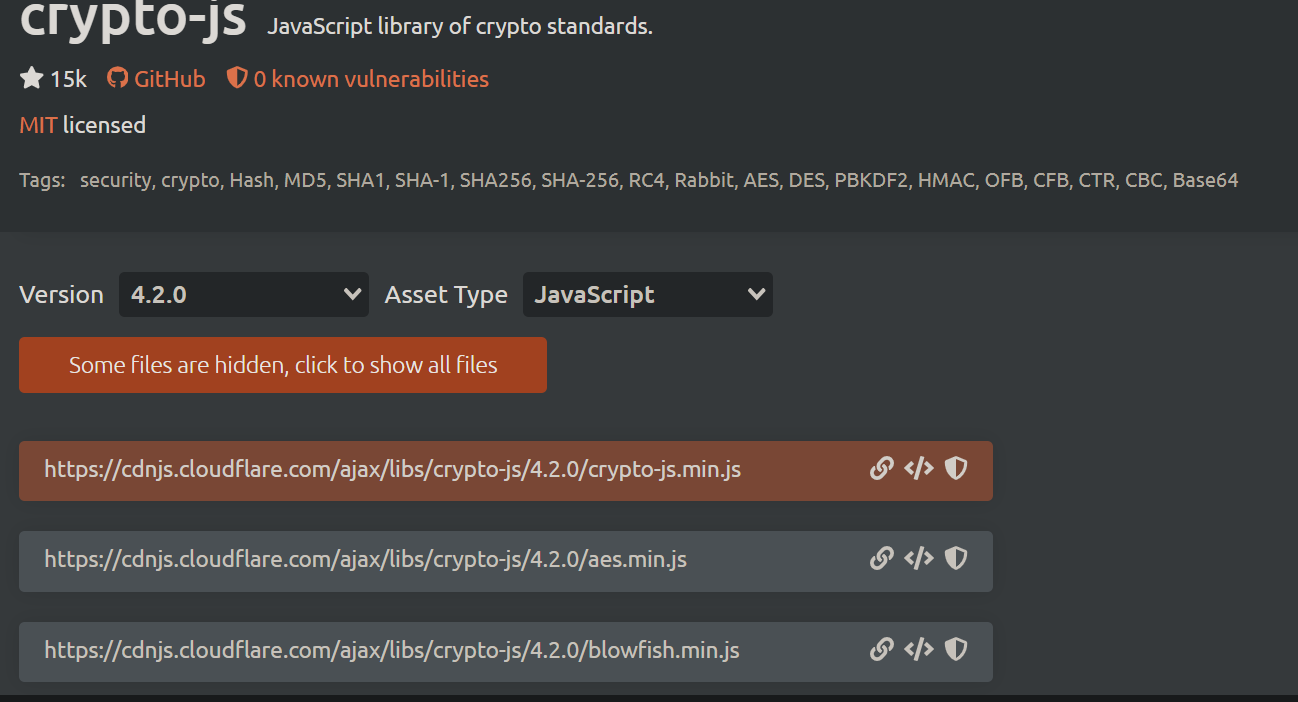 crypto-js JavaScript library of crypto standards.
15k GitHub 0 known vulnerabilities
MIT licensed
Tags: security, crypto, Hash, MD5, SHA1, SHA-1, SHA256, SHA-256, RC4, Rabbit, AES, DES, PBKDF2, HMAC, OFB, CFB, CTR, CBC, Base64
Version 4.2.0 Asset Type JavaScript
Some files are hidden, click to show all files
https://cdnjs.cloudflare.com/ajax/libs/crypto-js/4.2.0/crypto-js.min.js
https://cdnjs.cloudflare.com/ajax/libs/crypto-js/4.2.0/aes.min.js
https://cdnjs.cloudflare.com/ajax/libs/crypto-js/4.2.0/blowfish.min.js